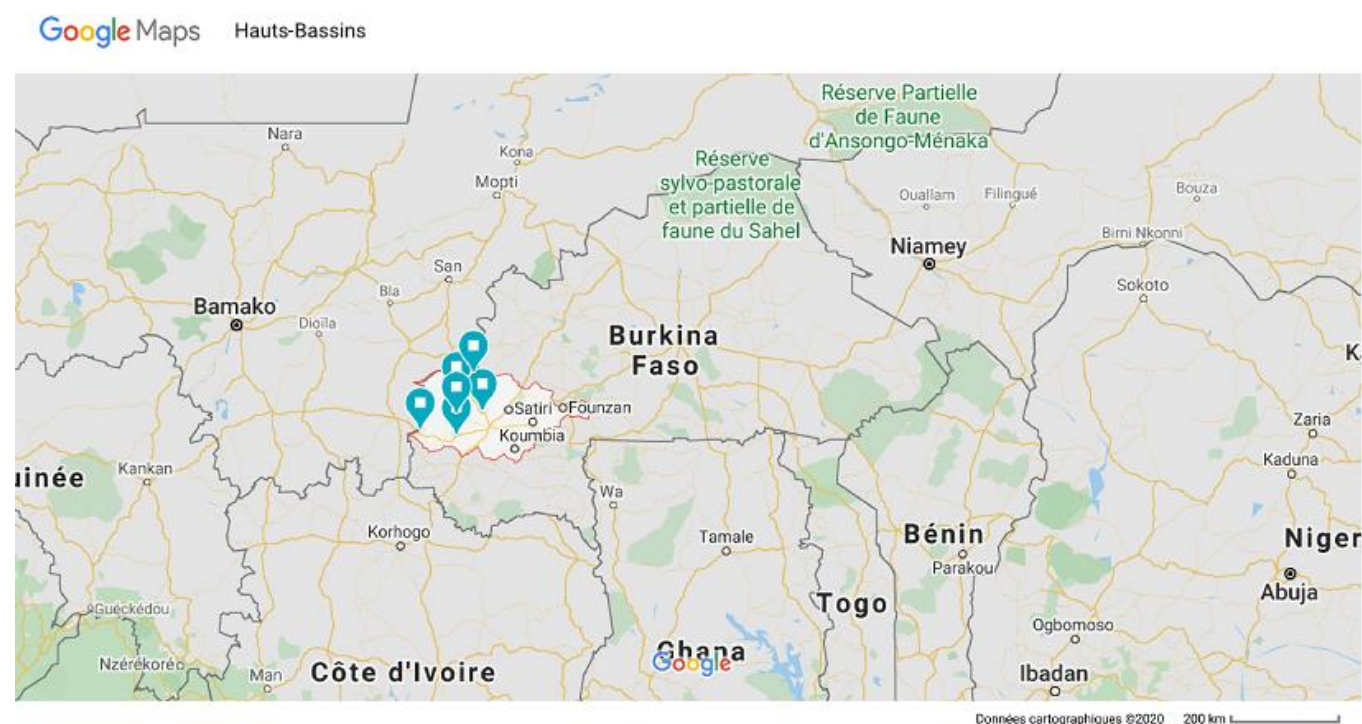 Google Maps Hauts-Bassins
Réserve Partielle
de Faune
d'Ansongo-Ménaka
Nara
Kona
Mopti
Réserve
sylvo-pastorale
et partielle de
faune du Sahel
Ouallam
Filingué
Bouza
Birni Nkonni
Niamey
San
Bla
Sokoto
Bamako
Dioïla
Burkina
Faso
K
Satiri
Founzan
Koumbia
Zaria
Kaduna
uinée
Kankan
Wa
Korhogo
Tamale
Bénin
Parakou
Niger
Abuja
Guéckédou
Togo
Ogbomoso
Nzérékoré
Man
Côte d'Ivoire
Ghana
Google
Ibadan
Données cartographiques ©2020 200 km